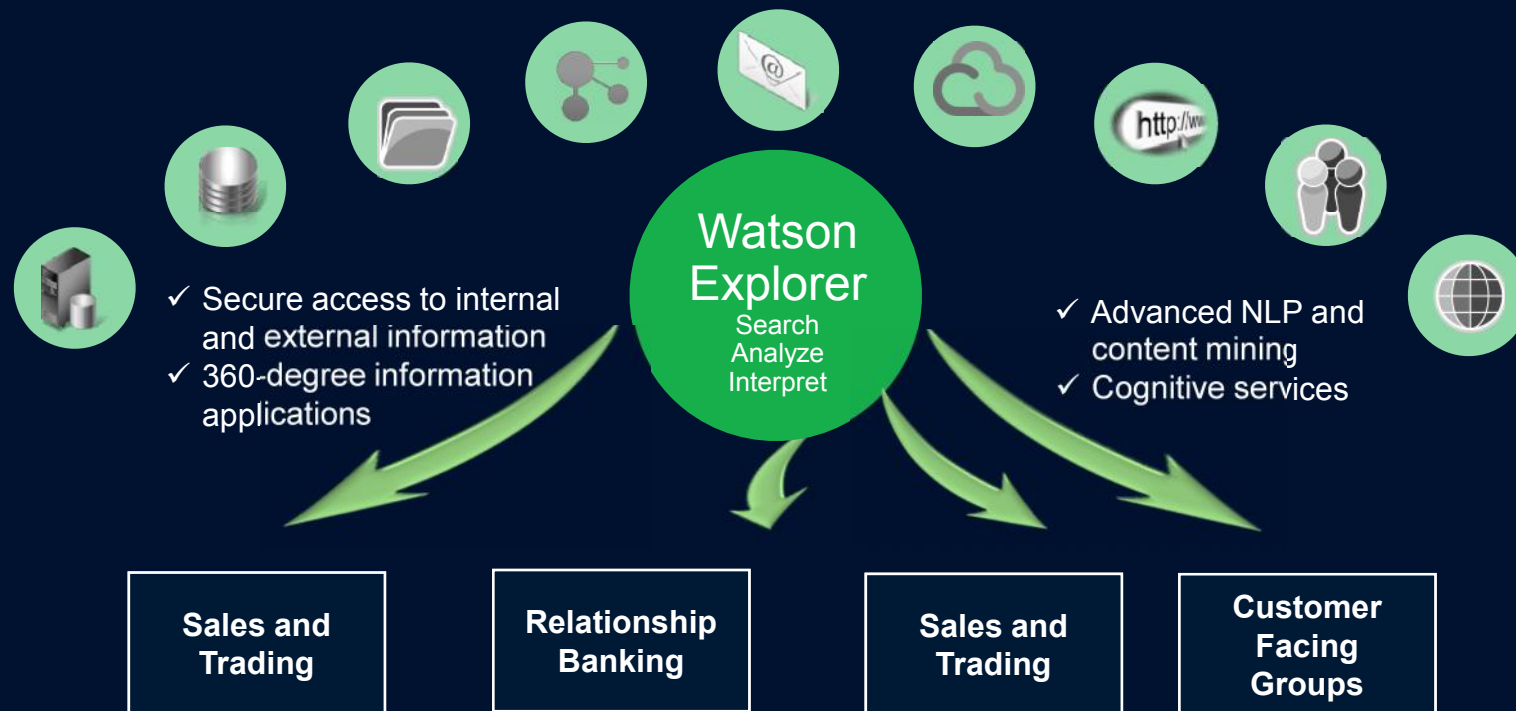 @
http://ww
Watson
Explorer
Search
Analyze
Interpret
✓ Secure access to internal
and external information
✓ 360-degree information
applications
✓ Advanced NLP and
content mining
✓ Cognitive services
Sales and
Trading
Relationship
Banking
Sales and
Trading
Customer
Facing
Groups